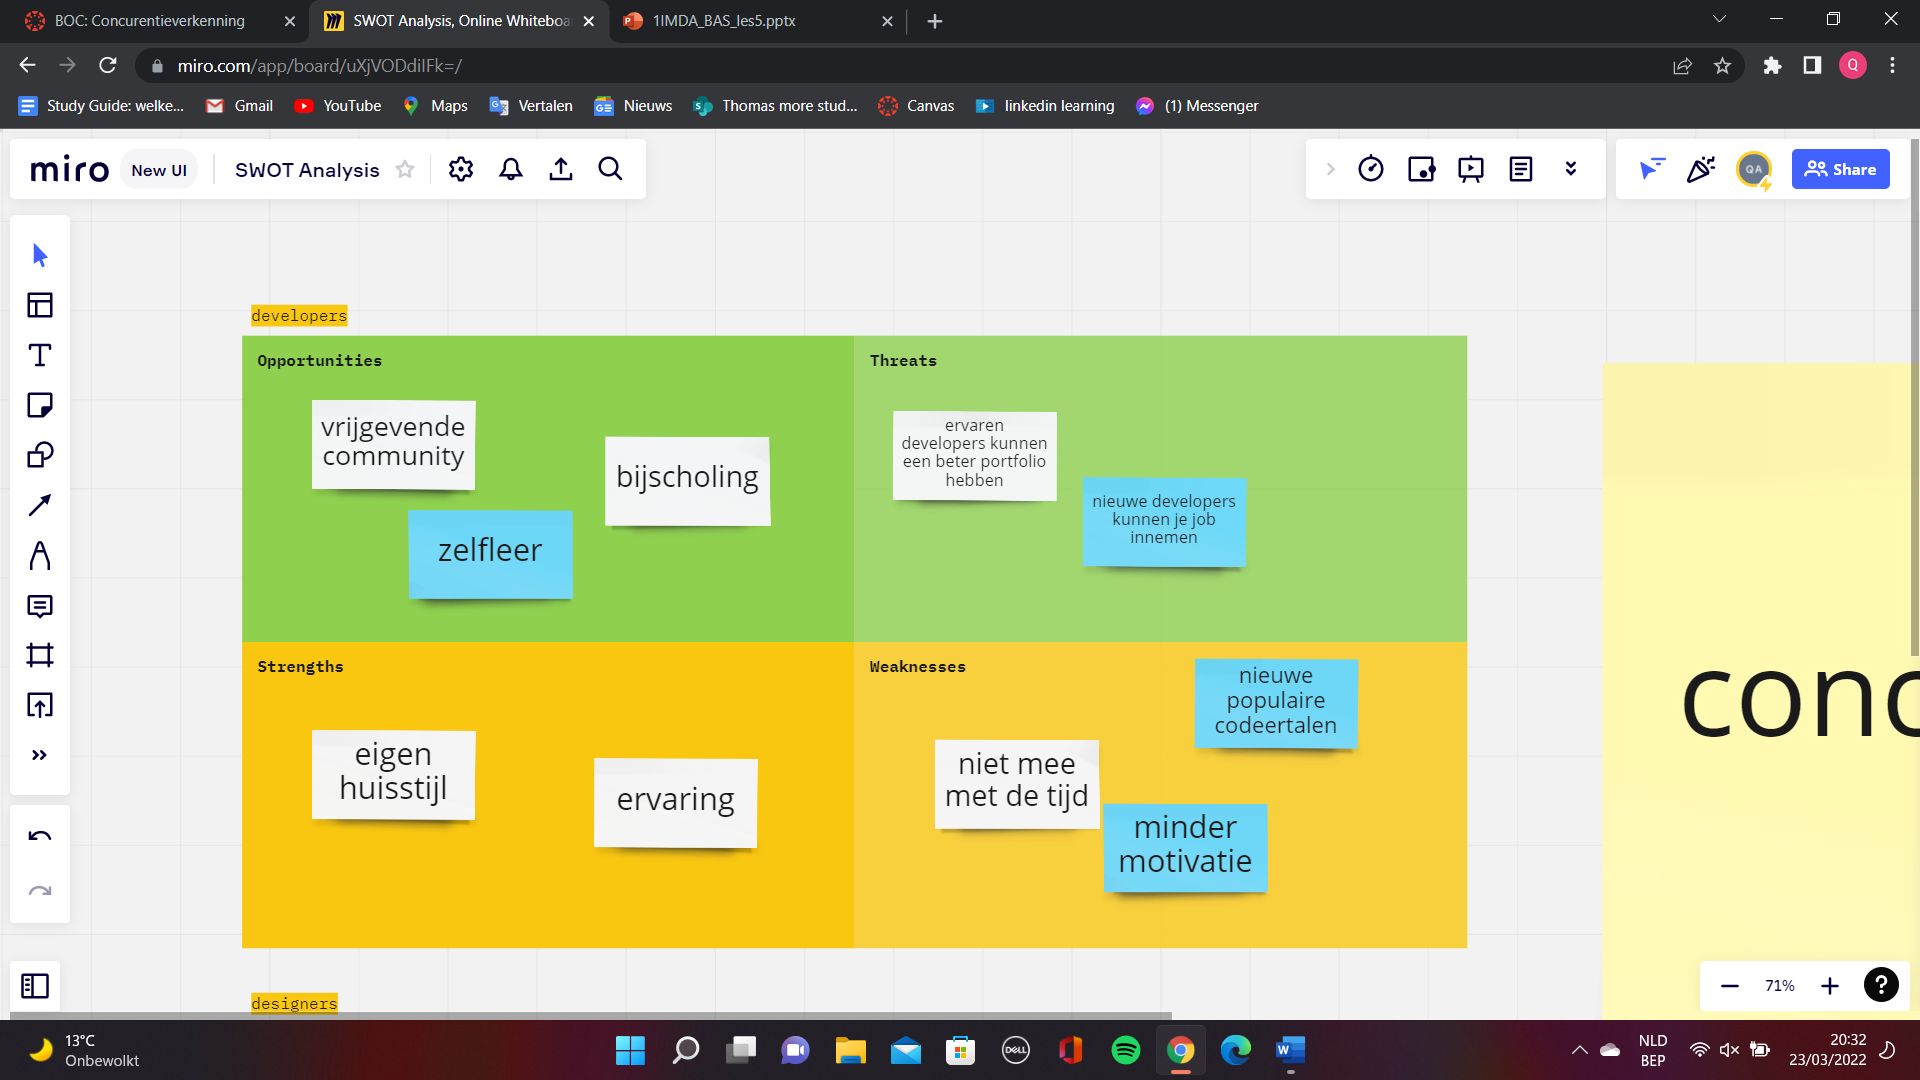 BOC: Concurentieverkenning
SWOT Analysis, Online Whiteboa
1IMDA_BAS_les5.pptx
miro.com/app/board/uXjVODdiIFk=/
Q
Study Guide: welke...
Gmail
YouTube
Maps
Vertalen
Nieuws
Thomas more stud...
Canvas
linkedin learning
(1) Messenger
miro
New UI
SWOT Analysis
QA
Share
developers
Opportunities
vrijgevende
community
bijscholing
zelfleer
Threats
ervaren
developers kunnen
een beter portfolio
hebben
nieuwe developers
kunnen je job
innemen
Strengths
eigen
huisstijl
ervaring
Weaknesses
nieuwe
populaire
codeertalen
niet mee
met de tijd
minder
motivatie
designers
71%
?
13°C
Onbewolkt
DELL
NLD
BEP
20:32
23/03/2022